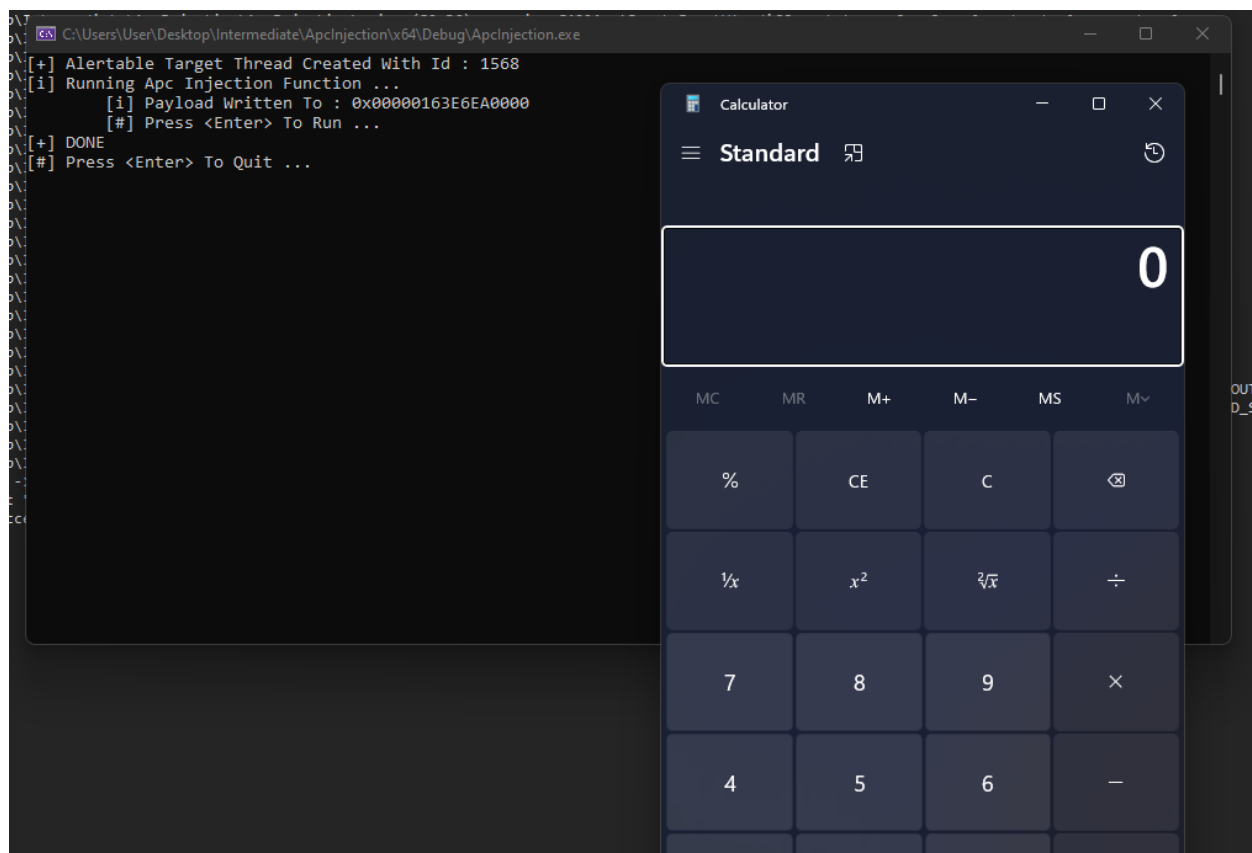 C:\Users\User\Desktop\Intermediate\ApcInjection\x64\Debug\ApcInjection.exe
[+] Alertable Target Thread Created With Id : 1568
[i] Running Apc Injection Function ...
[i] Payload Written To : 0x00000163E6EA0000
[#] Press <Enter> To Run ...
[+] DONE
[#] Press <Enter> To Quit ...
Calculator
Standard
0
MC MR M+ M− MS M˅
% CE C
¹/x x² ²√x ÷
7 8 9 ×
4 5 6 −